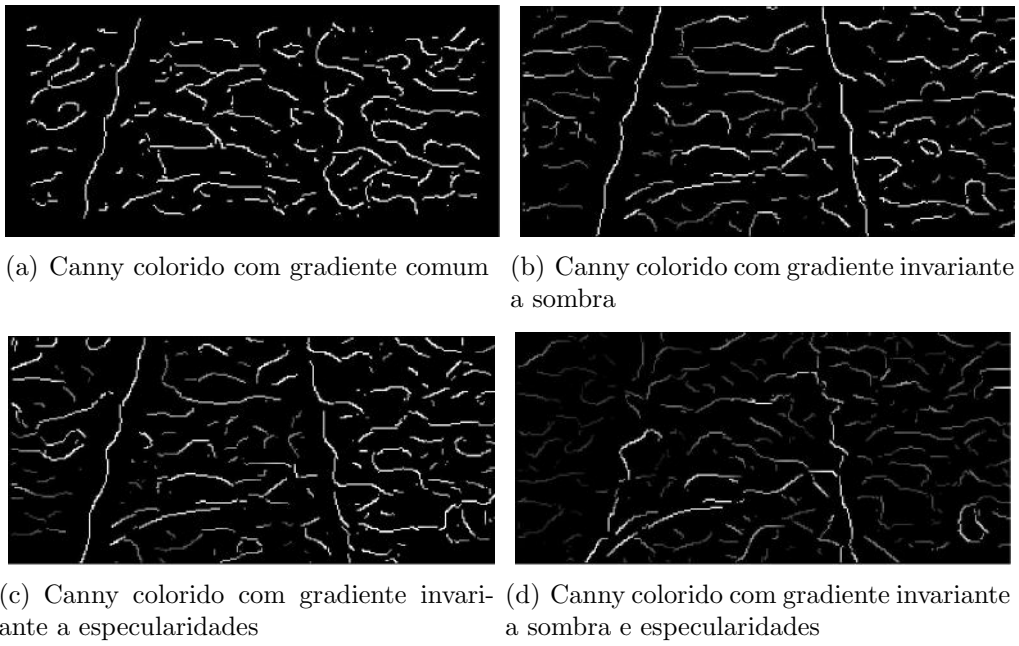 (a) Canny colorido com gradiente comum
(b) Canny colorido com gradiente invariante
a sombra
(c) Canny colorido com gradiente invari-
ante a especularidades
(d) Canny colorido com gradiente invariante
a sombra e especularidades